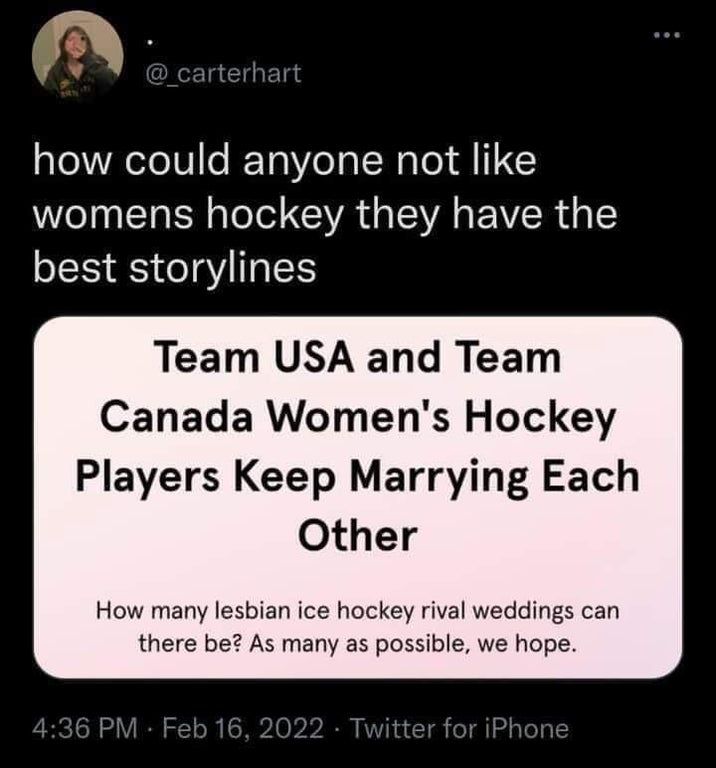 .
@_carterhart
how could anyone not like
womens hockey they have the
best storylines
Team USA and Team
Canada Women's Hockey
Players Keep Marrying Each
Other
How many lesbian ice hockey rival weddings can
there be? As many as possible, we hope.
4:36 PM · Feb 16, 2022 · Twitter for iPhone